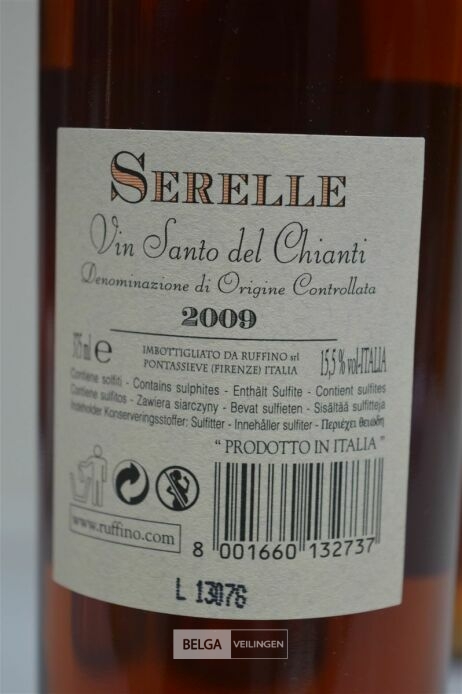 SERELLE
Vin Santo del Chianti
Denominazione di Origine Controllata
2009
375 ml e
IMBOTTIGLIATO DA RUFFINO srl
PONTASSIEVE (FIRENZE) ITALIA
15,5 % vol-ITALIA
Contiene solfiti - Contains sulphites - Enthält Sulfite - Contient sulfites
Contiene sulfitos - Zawiera siarczyny - Bevat sulfieten - Sisältää sulfitteja
Indeholder Konserveringsstoffer: Sulfitter - Innehåller sulfiter - Περιέχει θειώδη
" PRODOTTO IN ITALIA "
www.ruffino.com
8 001660 132737
L 13076
BELGA VEILINGEN